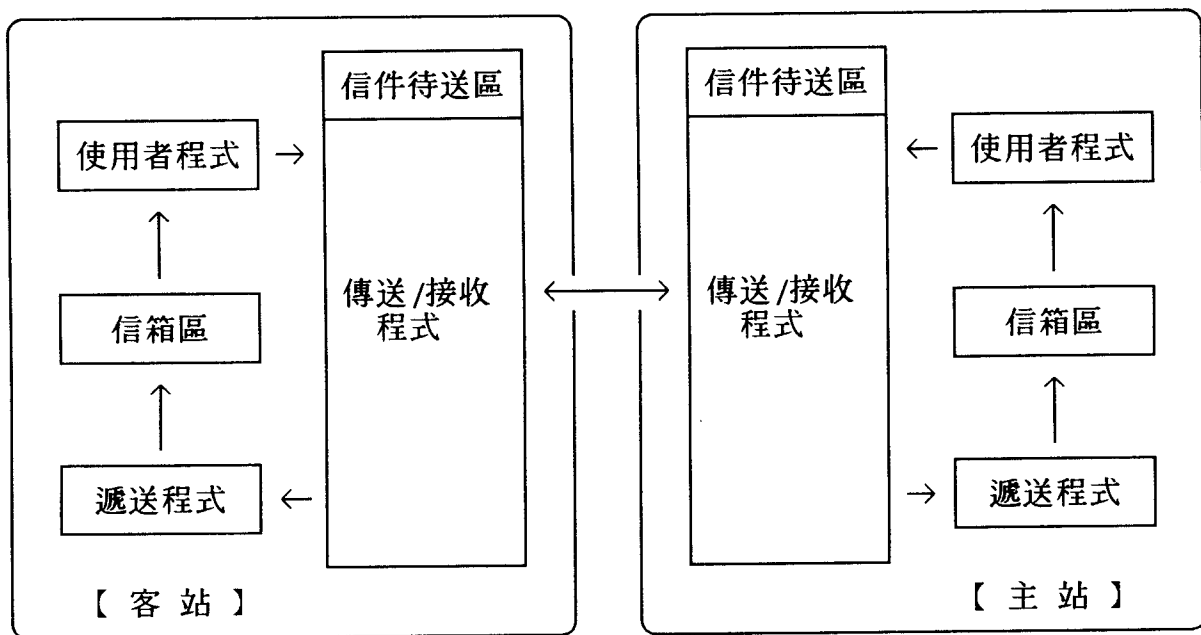 信件待送區
使用者程式
→
傳送/接收
程式
信箱區
遞送程式
←
【客站】
信件待送區
←
使用者程式
傳送/接收
程式
信箱區
→
遞送程式
【主站】